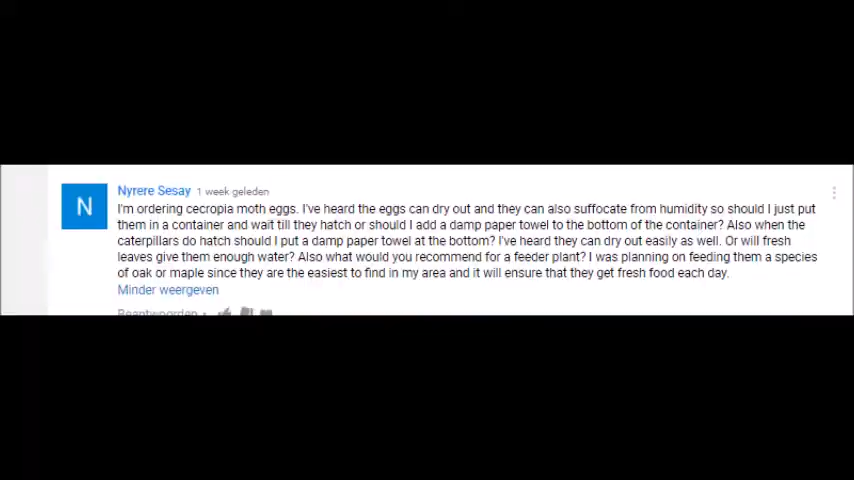 N
Nyrere Sesay 1 week geleden
I'm ordering cecropia moth eggs. I've heard the eggs can dry out and they can also suffocate from humidity so should I just put
them in a container and wait till they hatch or should I add a damp paper towel to the bottom of the container? Also when the
caterpillars do hatch should I put a damp paper towel at the bottom? I've heard they can dry out easily as well. Or will fresh
leaves give them enough water? Also what would you recommend for a feeder plant? I was planning on feeding them a species
of oak or maple since they are the easiest to find in my area and it will ensure that they get fresh food each day.
Minder weergeven
Beantwoorden